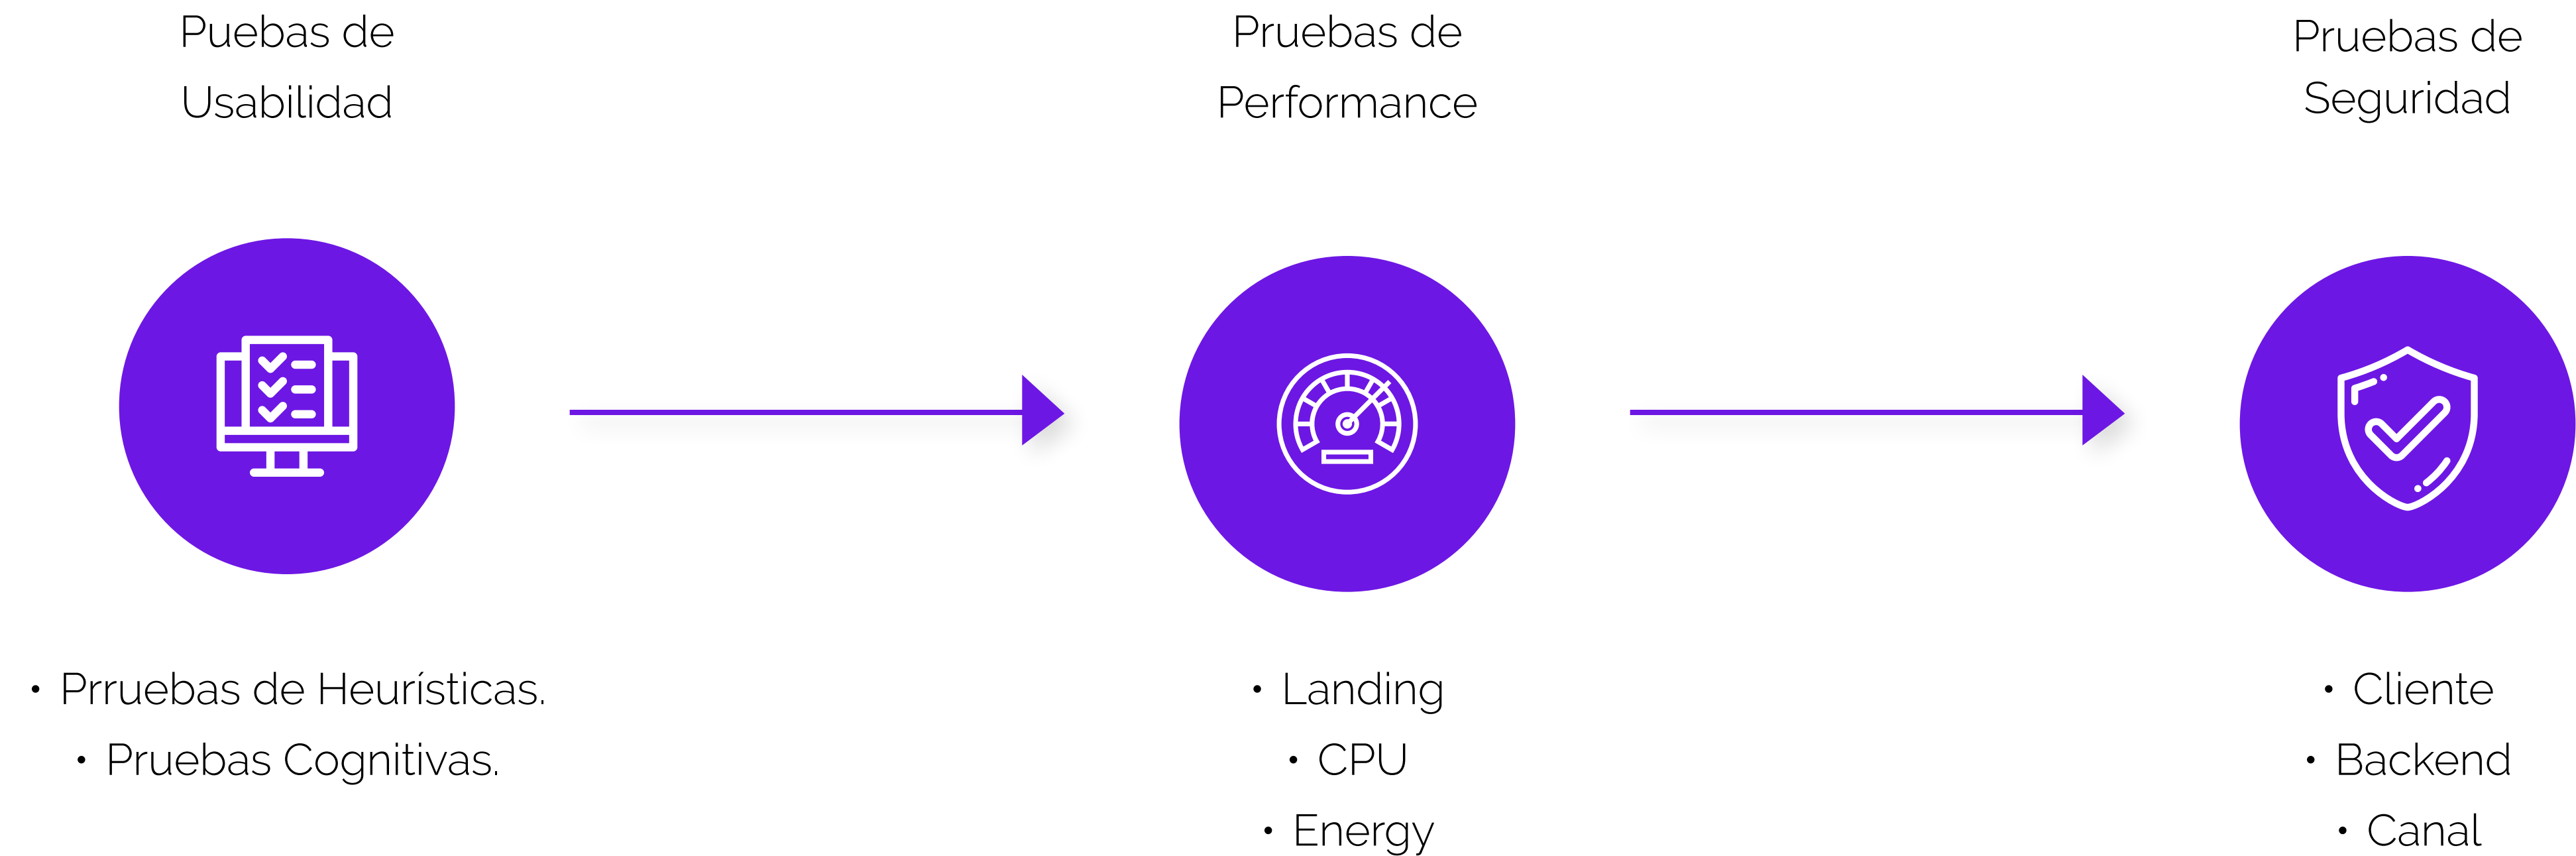 Puebas de
Usabilidad
Pruebas de
Performance
Pruebas de
Seguridad
• Prruebas de Heurísticas.
• Pruebas Cognitivas.
• Landing
• CPU
• Energy
• Cliente
• Backend
• Canal